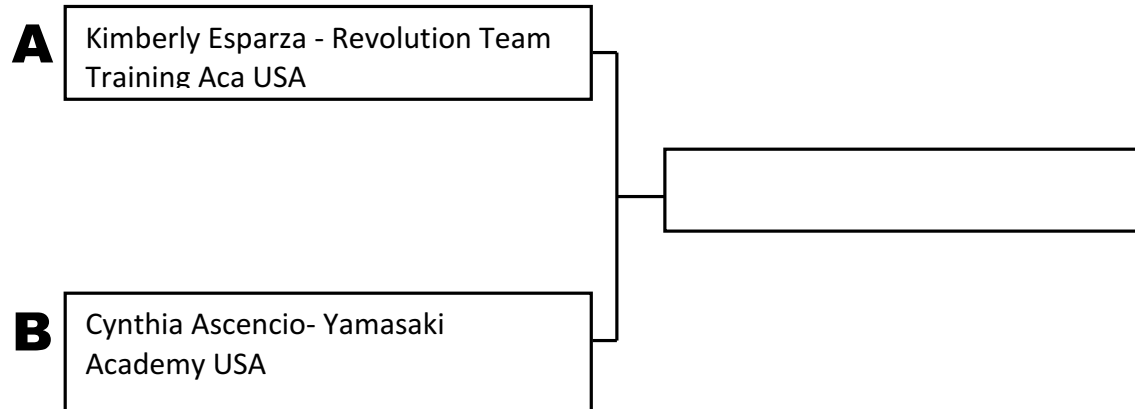 A
Kimberly Esparza - Revolution Team
Training Aca USA
B
Cynthia Ascencio- Yamasaki
Academy USA